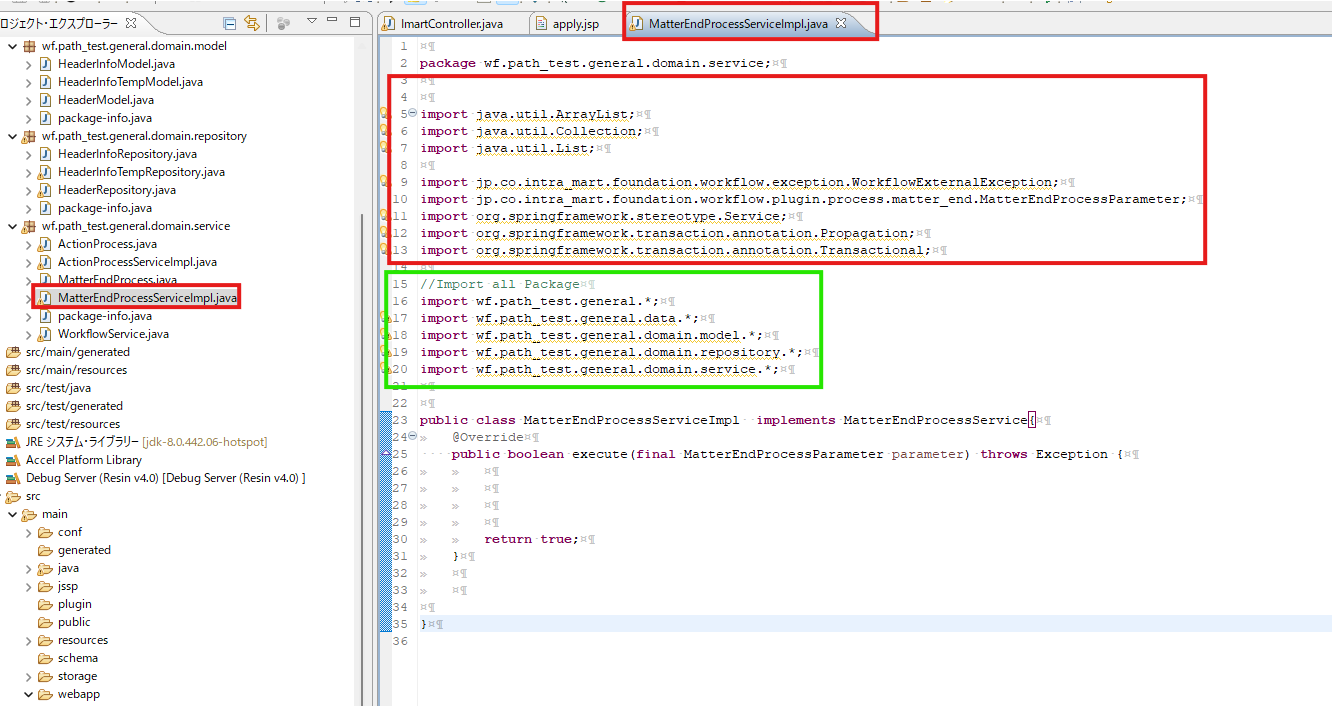 ロジェクト・エクスプローラー
wf.path_test.general.domain.model
HeaderInfoModel.java
HeaderInfoTempModel.java
HeaderModel.java
package-info.java
wf.path_test.general.domain.repository
HeaderInfoRepository.java
HeaderInfoTempRepository.java
HeaderRepository.java
package-info.java
wf.path_test.general.domain.service
ActionProcess.java
ActionProcessServiceImpl.java
MatterEndProcess.java
MatterEndProcessServiceImpl.java
package-info.java
WorkflowService.java
src/main/generated
src/main/resources
src/test/java
src/test/generated
src/test/resources
JRE システム・ライブラリー [jdk-8.0.442.06-hotspot]
Accel Platform Library
Debug Server (Resin v4.0) [Debug Server (Resin v4.0) ]
src
main
conf
generated
java
jssp
plugin
public
resources
schema
storage
webapp
ImartController.java
apply.jsp
MatterEndProcessServiceImpl.java
1 ¤¶
2 package wf.path_test.general.domain.service;¤¶
3 ¤¶
4 ¤¶
5 import java.util.ArrayList;¤¶
6 import java.util.Collection;¤¶
7 import java.util.List;¤¶
8 ¤¶
9 import jp.co.intra_mart.foundation.workflow.exception.WorkflowExternalException;¤¶
10 import jp.co.intra_mart.foundation.workflow.plugin.process.matter_end.MatterEndProcessParameter;¤¶
11 import org.springframework.stereotype.Service;¤¶
12 import org.springframework.transaction.annotation.Propagation;¤¶
13 import org.springframework.transaction.annotation.Transactional;¤¶
14 ¤¶
15 //Import all Package¤¶
16 import wf.path_test.general.*;¤¶
17 import wf.path_test.general.data.*;¤¶
18 import wf.path_test.general.domain.model.*;¤¶
19 import wf.path_test.general.domain.repository.*;¤¶
20 import wf.path_test.general.domain.service.*;¤¶
21 ¤¶
22 ¤¶
23 public class MatterEndProcessServiceImpl  implements MatterEndProcessService{¤¶
24 » @Override¤¶
25 ····public boolean execute(final MatterEndProcessParameter parameter) throws Exception {¤¶
26 » » ¤¶
27 » » ¤¶
28 » » ¤¶
29 » » ¤¶
30 » » return true;¤¶
31 » }¤¶
32 » ¤¶
33 » ¤¶
34 ¤¶
35 }¤¶
36